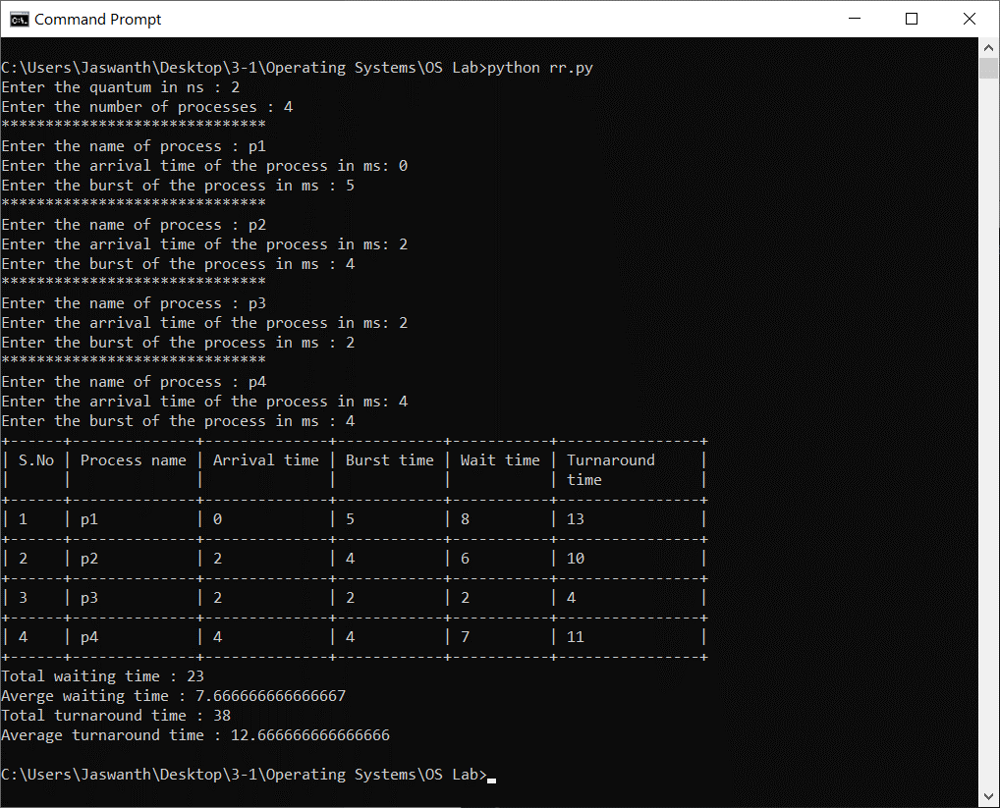 Command Prompt
C:\Users\Jaswanth\Desktop\3-1\Operating Systems\OS Lab>python rr.py
Enter the quantum in ns : 2
Enter the number of processes : 4
******************************
Enter the name of process : p1
Enter the arrival time of the process in ms: 0
Enter the burst of the process in ms : 5
******************************
Enter the name of process : p2
Enter the arrival time of the process in ms: 2
Enter the burst of the process in ms : 4
******************************
Enter the name of process : p3
Enter the arrival time of the process in ms: 2
Enter the burst of the process in ms : 2
******************************
Enter the name of process : p4
Enter the arrival time of the process in ms: 4
Enter the burst of the process in ms : 4
+------+--------------+--------------+------------+-----------+----------------+
| S.No | Process name | Arrival time | Burst time | Wait time | Turnaround     |
|      |              |              |            |           | time           |
+------+--------------+--------------+------------+-----------+----------------+
| 1    | p1           | 0            | 5          | 8         | 13             |
+------+--------------+--------------+------------+-----------+----------------+
| 2    | p2           | 2            | 4          | 6         | 10             |
+------+--------------+--------------+------------+-----------+----------------+
| 3    | p3           | 2            | 2          | 2         | 4              |
+------+--------------+--------------+------------+-----------+----------------+
| 4    | p4           | 4            | 4          | 7         | 11             |
+------+--------------+--------------+------------+-----------+----------------+
Total waiting time : 23
Averge waiting time : 7.666666666666667
Total turnaround time : 38
Average turnaround time : 12.666666666666666
C:\Users\Jaswanth\Desktop\3-1\Operating Systems\OS Lab>